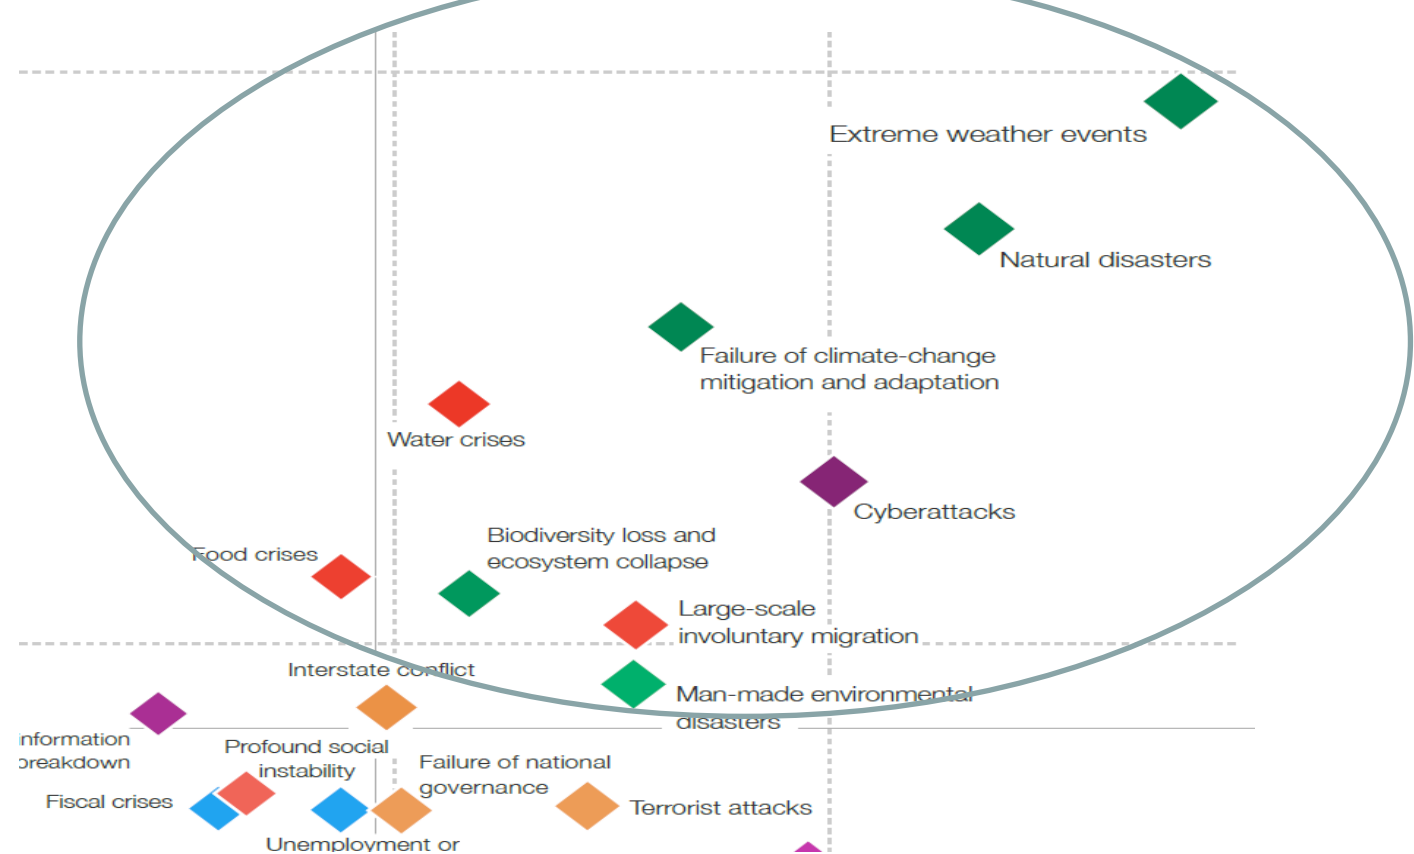 Extreme weather events
Natural disasters
Failure of climate-change
mitigation and adaptation
Water crises
Cyberattacks
Biodiversity loss and
ecosystem collapse
Food crises
Large-scale
involuntary migration
Interstate conflict
Man-made environmental
disasters
information
breakdown
Profound social
instability
Failure of national
governance
Fiscal crises
Terrorist attacks
Unemployment or